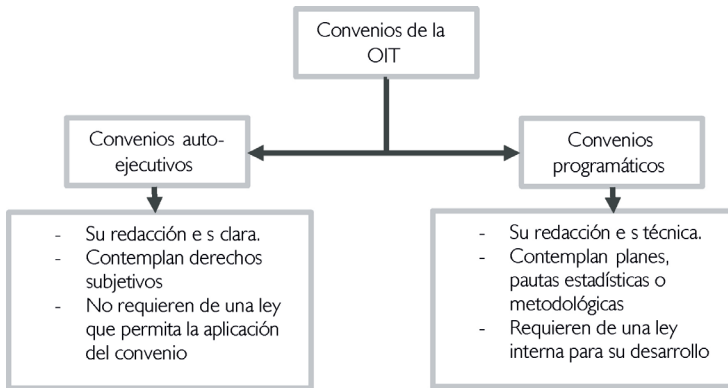 Convenios de la
OIT
Convenios auto-
ejecutivos
Convenios
programáticos
- Su redacción e s clara.
- Contemplan derechos
subjetivos
- No requieren de una ley
que permita la aplicación
del convenio
- Su redacción e s técnica.
- Contemplan planes,
pautas estadísticas o
metodológicas
- Requieren de una ley
interna para su desarrollo